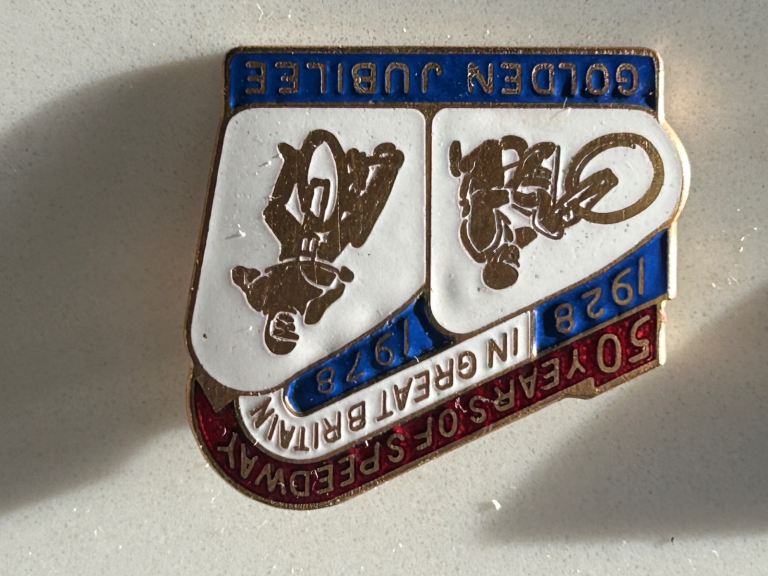 50 YEARS OF SPEEDWAY
IN GREAT BRITAIN
1928
1978
GOLDEN JUBILEE